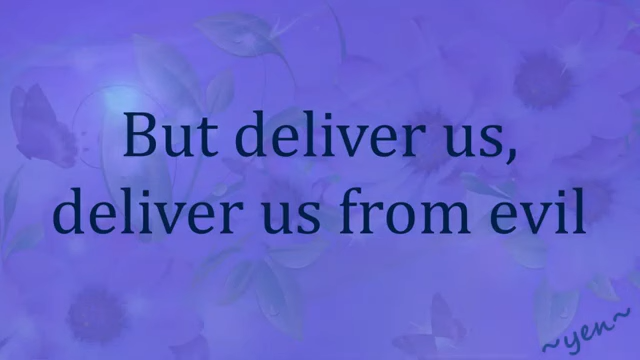 But deliver us,
deliver us from evil
~yen~